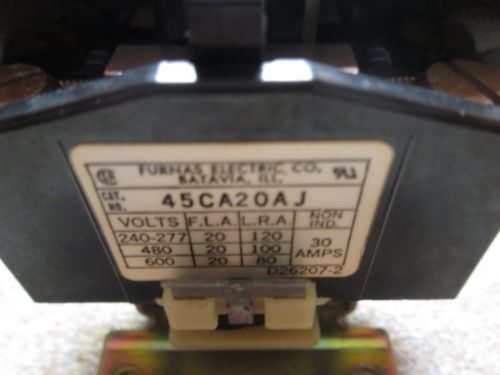 FURNAS ELECTRIC CO.
BATAVIA, ILL.
CAT. NO. 45CA20AJ
VOLTS F.L.A. L.R.A. NON IND.
240-277 20 120 30 AMPS
480 20 100
600 20 80
D26207-2